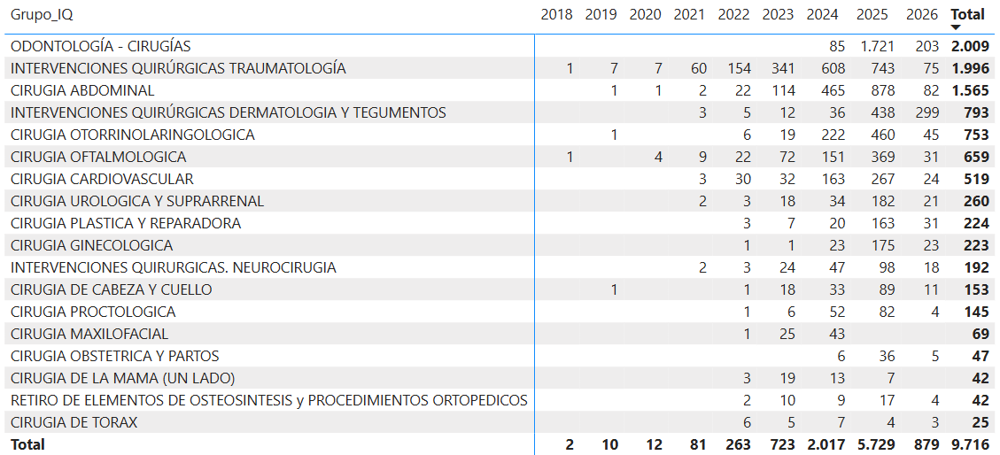 Grupo_IQ 2018 2019 2020 2021 2022 2023 2024 2025 2026 Total
ODONTOLOGÍA - CIRUGÍAS 85 1.721 203 2.009
INTERVENCIONES QUIRÚRGICAS TRAUMATOLOGÍA 1 7 7 60 154 341 608 743 75 1.996
CIRUGIA ABDOMINAL 1 1 2 22 114 465 878 82 1.565
INTERVENCIONES QUIRÚRGICAS DERMATOLOGIA Y TEGUMENTOS 3 5 12 36 438 299 793
CIRUGIA OTORRINOLARINGOLOGICA 1 6 19 222 460 45 753
CIRUGIA OFTALMOLOGICA 1 4 9 22 72 151 369 31 659
CIRUGIA CARDIOVASCULAR 3 30 32 163 267 24 519
CIRUGIA UROLOGICA Y SUPRARRENAL 2 3 18 34 182 21 260
CIRUGIA PLASTICA Y REPARADORA 3 7 20 163 31 224
CIRUGIA GINECOLOGICA 1 1 23 175 23 223
INTERVENCIONES QUIRURGICAS. NEUROCIRUGIA 2 3 24 47 98 18 192
CIRUGIA DE CABEZA Y CUELLO 1 1 18 33 89 11 153
CIRUGIA PROCTOLOGICA 1 6 52 82 4 145
CIRUGIA MAXILOFACIAL 1 25 43 69
CIRUGIA OBSTETRICA Y PARTOS 6 36 5 47
CIRUGIA DE LA MAMA (UN LADO) 3 19 13 7 42
RETIRO DE ELEMENTOS DE OSTEOSINTESIS y PROCEDIMIENTOS ORTOPEDICOS 2 10 9 17 4 42
CIRUGIA DE TORAX 6 5 7 4 3 25
Total 2 10 12 81 263 723 2.017 5.729 879 9.716